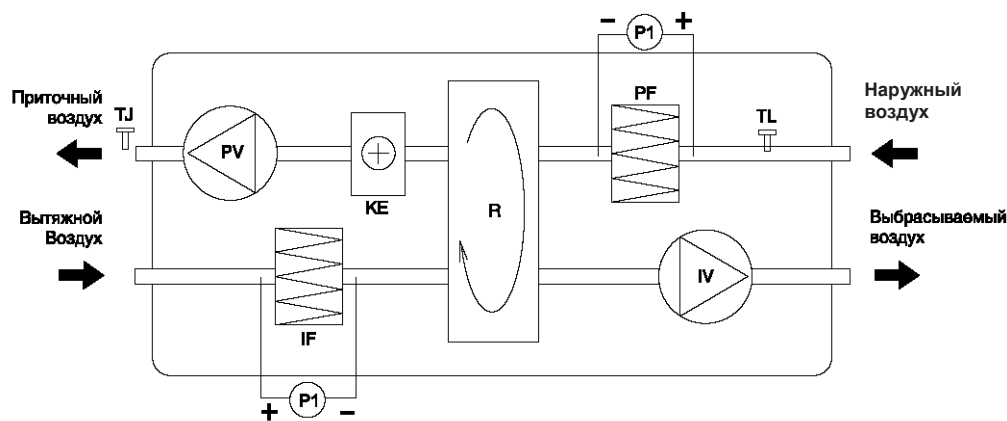 − P1 +
Приточный
воздух
TJ
PV
KE
R
PF
TL
Наружный
воздух
Вытяжной
Воздух
IF
IV
Выбрасываемый
воздух
+ P1 −